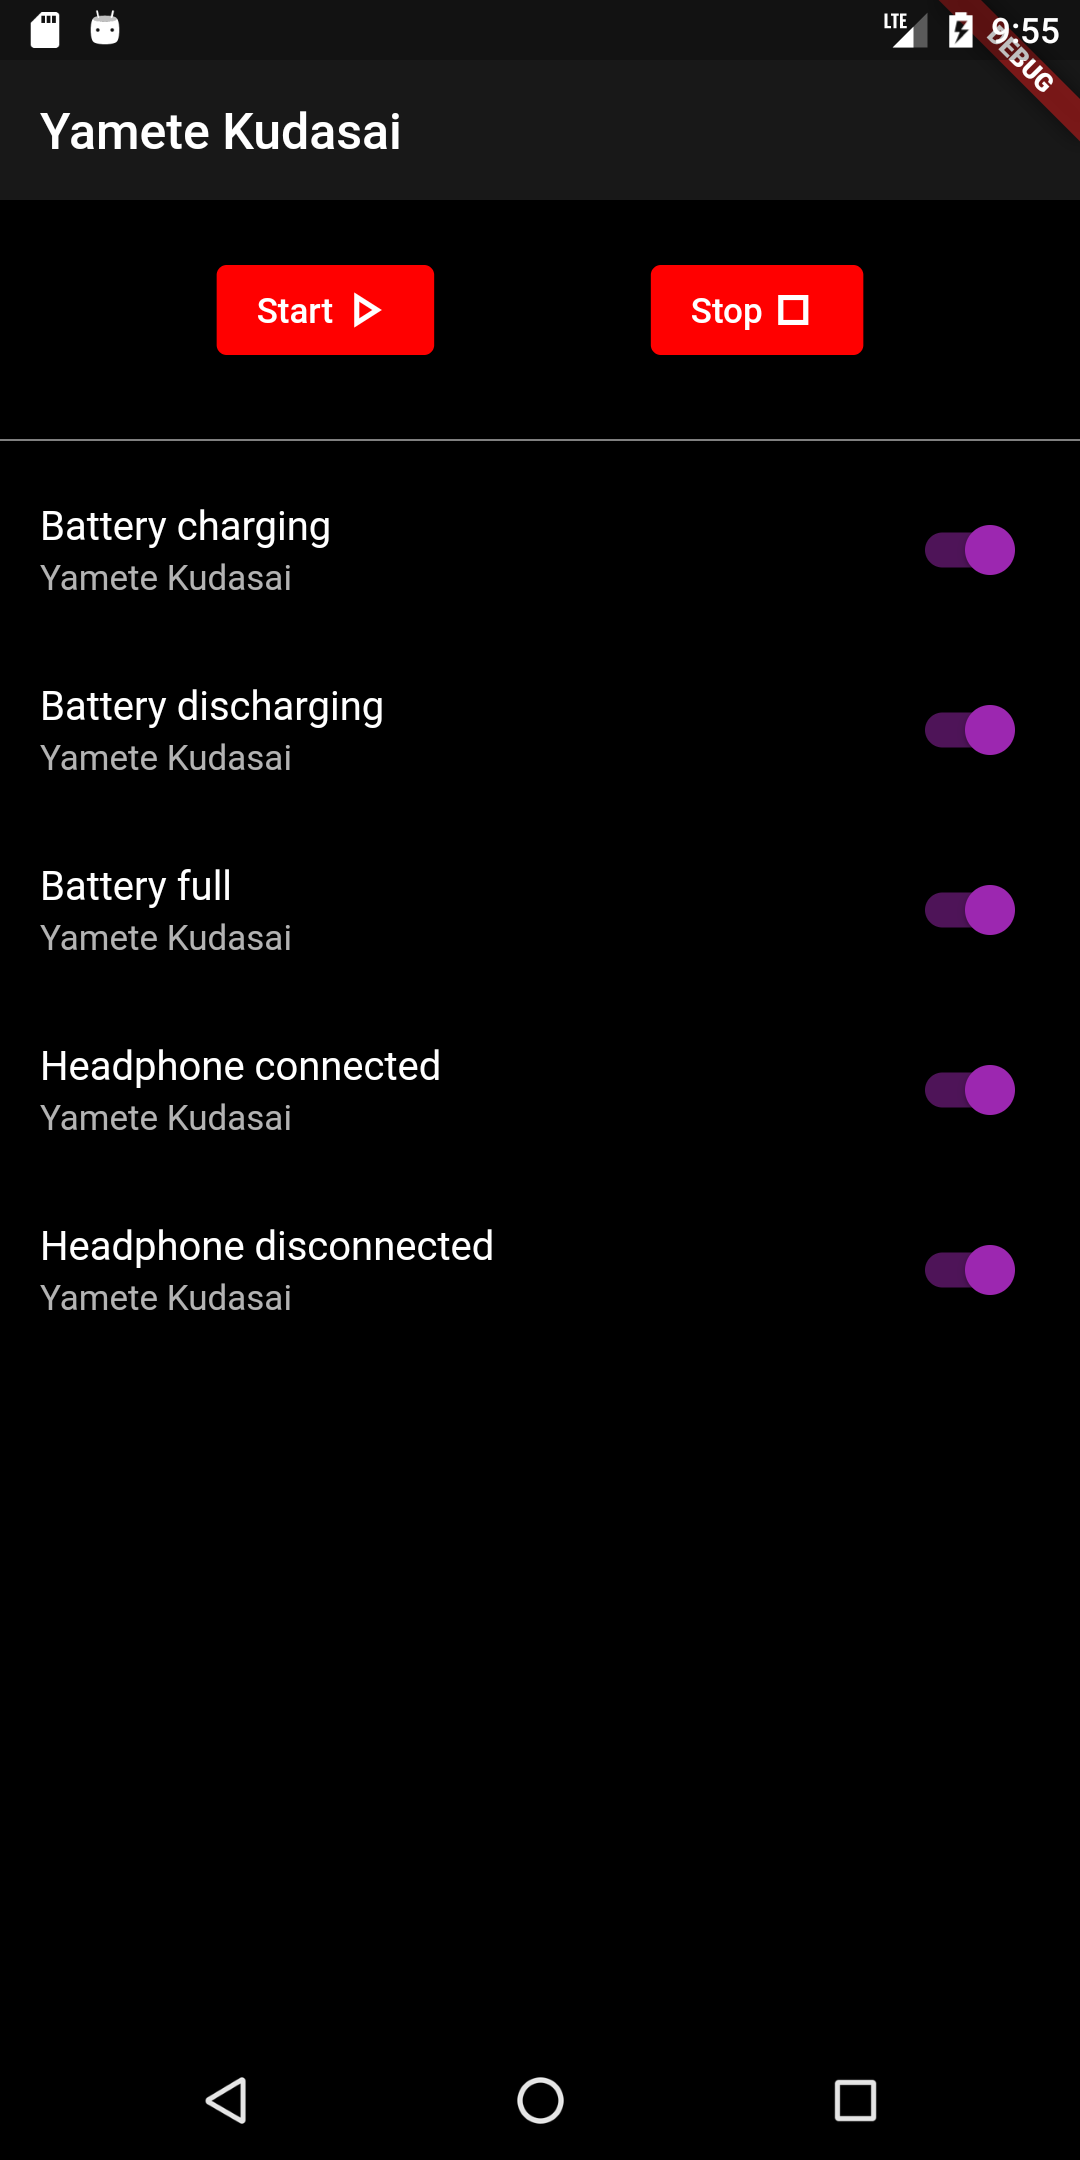 LTE 9:55
DEBUG
Yamete Kudasai
Start Stop
Battery charging
Yamete Kudasai
Battery discharging
Yamete Kudasai
Battery full
Yamete Kudasai
Headphone connected
Yamete Kudasai
Headphone disconnected
Yamete Kudasai